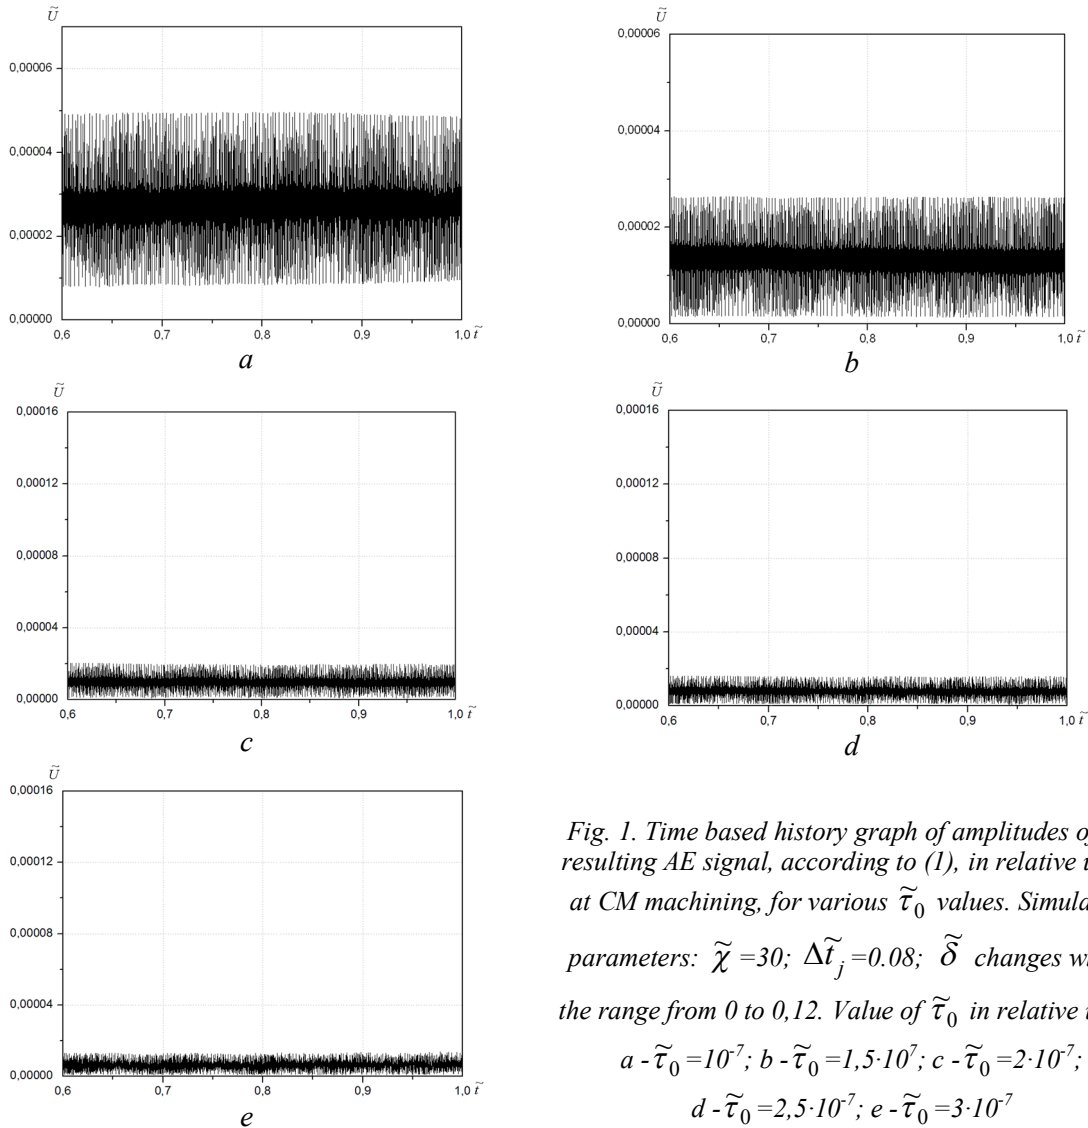 Ũ
0,00006
0,00004
0,00002
0,00000
0,6 0,7 0,8 0,9 1,0 t̃
a
Ũ
0,00006
0,00004
0,00002
0,00000
0,6 0,7 0,8 0,9 1,0 t̃
b
Ũ
0,00016
0,00012
0,00008
0,00004
0,00000
0,6 0,7 0,8 0,9 1,0 t̃
c
Ũ
0,00016
0,00012
0,00008
0,00004
0,00000
0,6 0,7 0,8 0,9 1,0 t̃
d
Ũ
0,00016
0,00012
0,00008
0,00004
0,00000
0,6 0,7 0,8 0,9 1,0 t̃
e
Fig. 1. Time based history graph of amplitudes
resulting AE signal, according to (1), in relative
at CM machining, for various τ̃₀ values.
parameters: χ̃ =30; Δt̃ⱼ =0.08; δ̃ changes
the range from 0 to 0,12. Value of τ̃₀ in relative
a - τ̃₀ =10⁻⁷; b - τ̃₀ =1,5·10⁷; c - τ̃₀ =2·10⁻⁷;
d - τ̃₀ =2,5·10⁻⁷; e - τ̃₀ =3·10⁻⁷